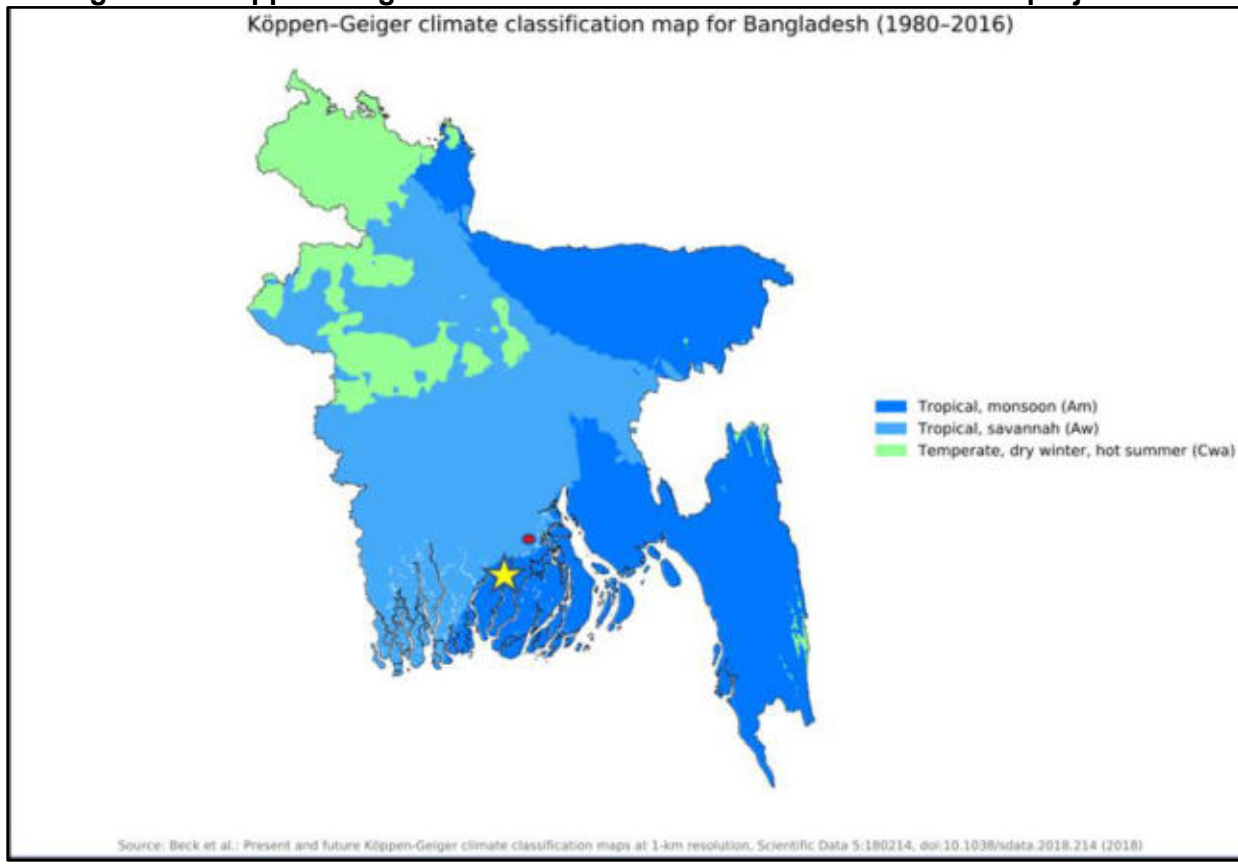 Köppen–Geiger climate classification map for Bangladesh (1980–2016)
Tropical, monsoon (Am)
Tropical, savannah (Aw)
Temperate, dry winter, hot summer (Cwa)
Source: Beck et al.: Present and future Köppen-Geiger climate classification maps at 1-km resolution, Scientific Data 5:180214, doi:10.1038/sdata.2018.214 (2018)